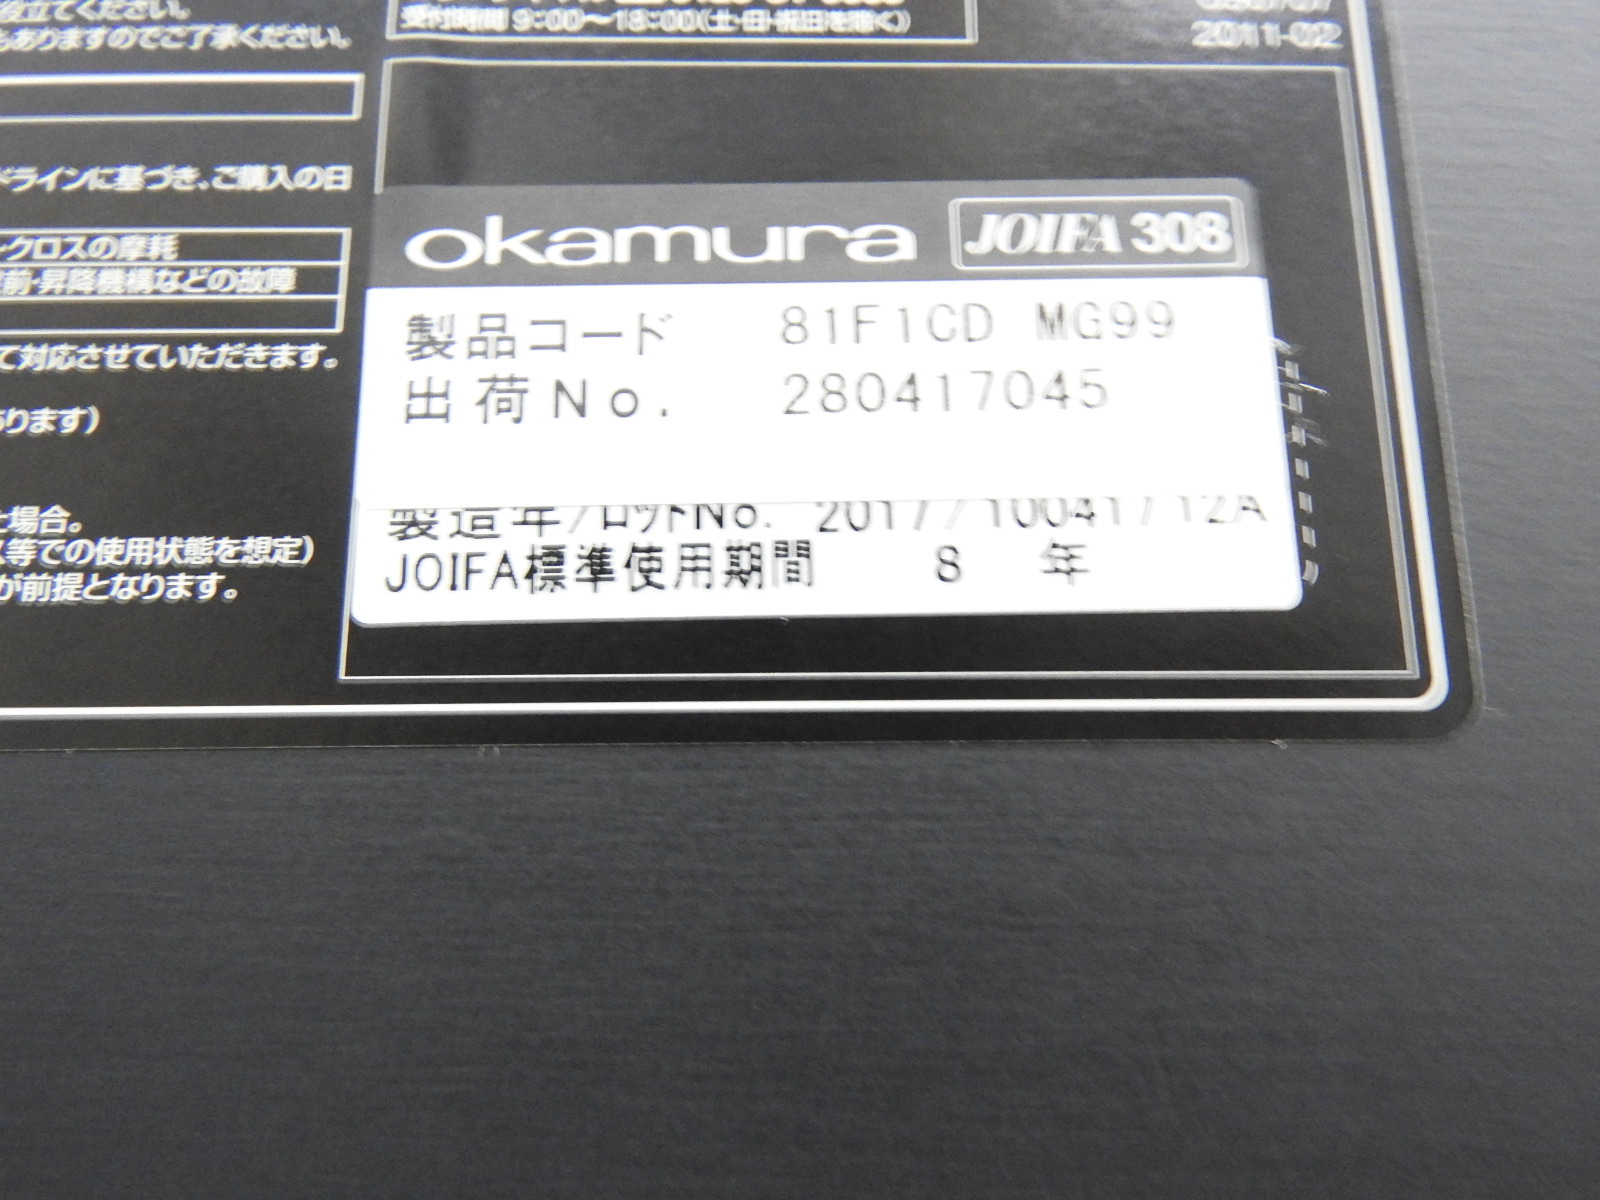 役立てください。
もありますのでご了承ください。
受付時間 9:00〜18:00(土・日・祝日を除く)
2011-02
ドラインに基づき、ご購入の日
クロスの摩耗
前・昇降機構などの故障
て対応させていただきます。
あります)
場合。
ス等での使用状態を想定)
が前提となります。
okamura JOIFA 308
製品コード 81F1CD MG99
出荷No. 280417045
製造年/ロットNo. 2017/10041712A
JOIFA標準使用期間 8 年